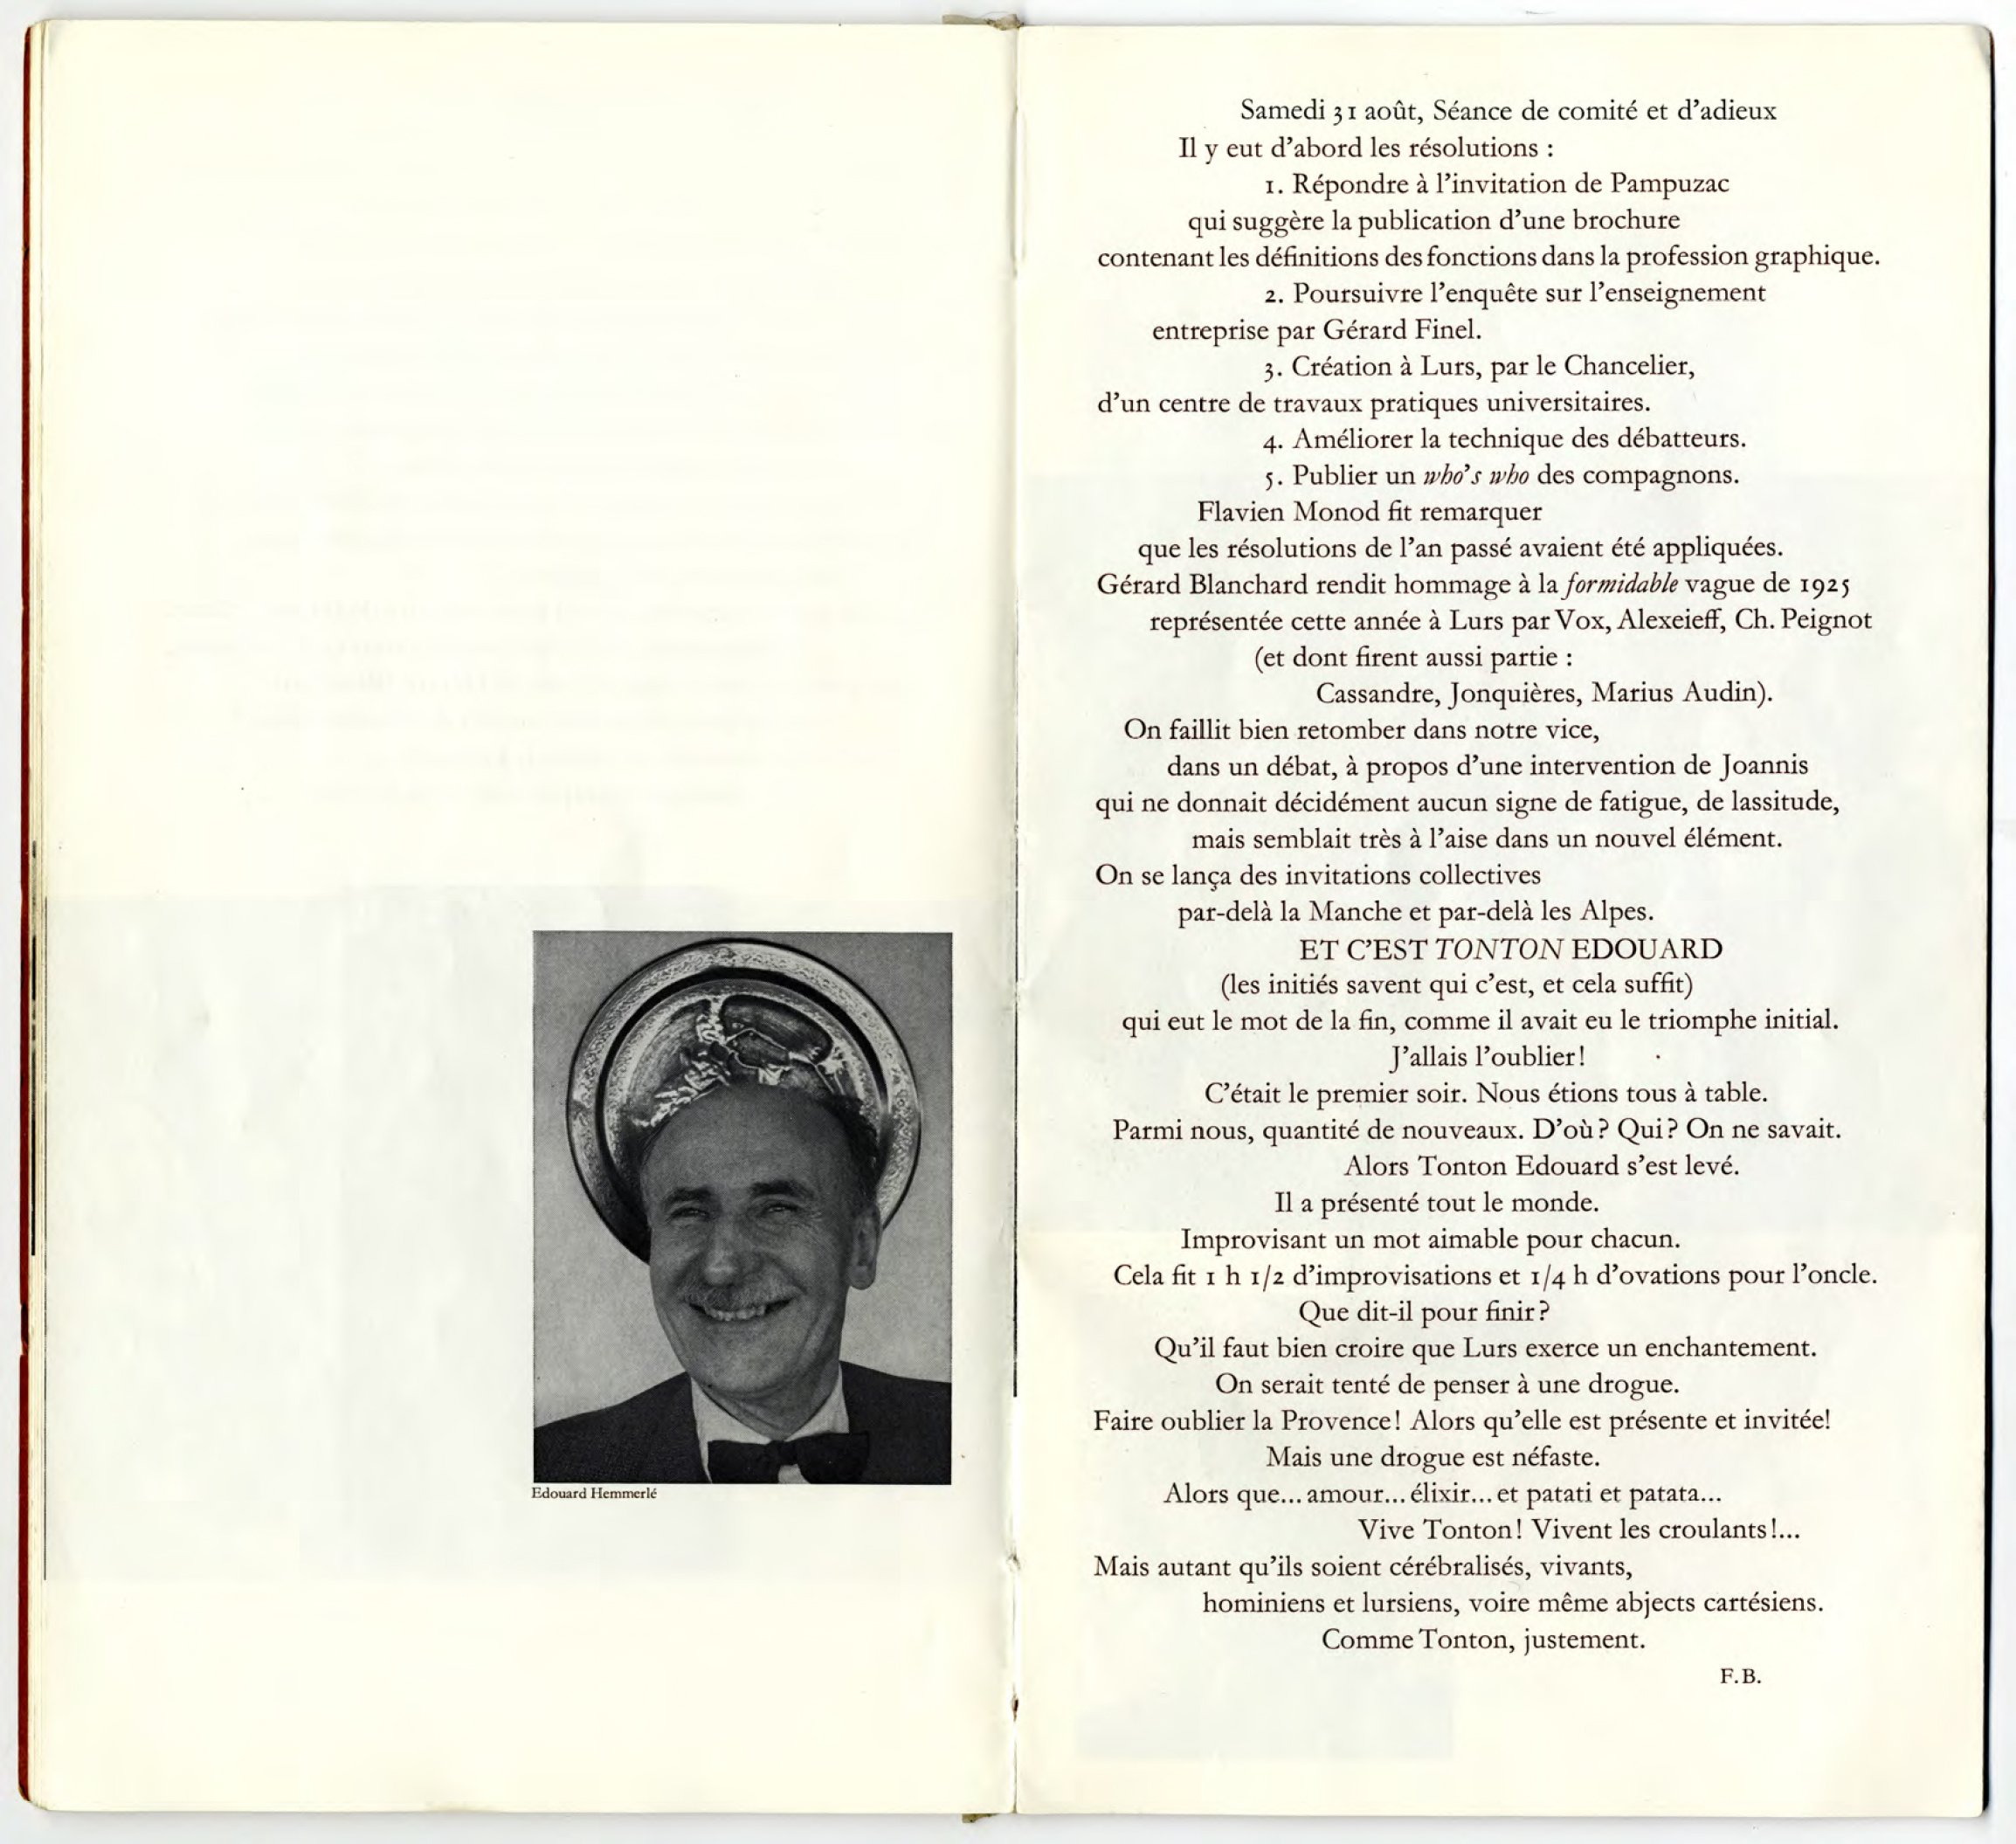 Edouard Hemmerlé
Samedi 31 août, Séance de comité et d'adieux
Il y eut d'abord les résolutions :
1. Répondre à l'invitation de Pampuzac
qui suggère la publication d'une brochure
contenant les définitions des fonctions dans la profession graphique.
2. Poursuivre l'enquête sur l'enseignement
entreprise par Gérard Finel.
3. Création à Lurs, par le Chancelier,
d'un centre de travaux pratiques universitaires.
4. Améliorer la technique des débatteurs.
5. Publier un who's who des compagnons.
Flavien Monod fit remarquer
que les résolutions de l'an passé avaient été appliquées.
Gérard Blanchard rendit hommage à la formidable vague de 1925
représentée cette année à Lurs par Vox, Alexeieff, Ch. Peignot
(et dont firent aussi partie :
Cassandre, Jonquières, Marius Audin).
On faillit bien retomber dans notre vice,
dans un débat, à propos d'une intervention de Joannis
qui ne donnait décidément aucun signe de fatigue, de lassitude,
mais semblait très à l'aise dans un nouvel élément.
On se lança des invitations collectives
par-delà la Manche et par-delà les Alpes.
ET C'EST TONTON EDOUARD
(les initiés savent qui c'est, et cela suffit)
qui eut le mot de la fin, comme il avait eu le triomphe initial.
J'allais l'oublier!
C'était le premier soir. Nous étions tous à table.
Parmi nous, quantité de nouveaux. D'où? Qui? On ne savait.
Alors Tonton Edouard s'est levé.
Il a présenté tout le monde.
Improvisant un mot aimable pour chacun.
Cela fit 1 h 1/2 d'improvisations et 1/4 h d'ovations pour l'oncle.
Que dit-il pour finir?
Qu'il faut bien croire que Lurs exerce un enchantement.
On serait tenté de penser à une drogue.
Faire oublier la Provence! Alors qu'elle est présente et invitée!
Mais une drogue est néfaste.
Alors que... amour... élixir... et patati et patata...
Vive Tonton! Vivent les croulants!...
Mais autant qu'ils soient cérébralisés, vivants,
hominiens et lursiens, voire même abjects cartésiens.
Comme Tonton, justement.
F.B.